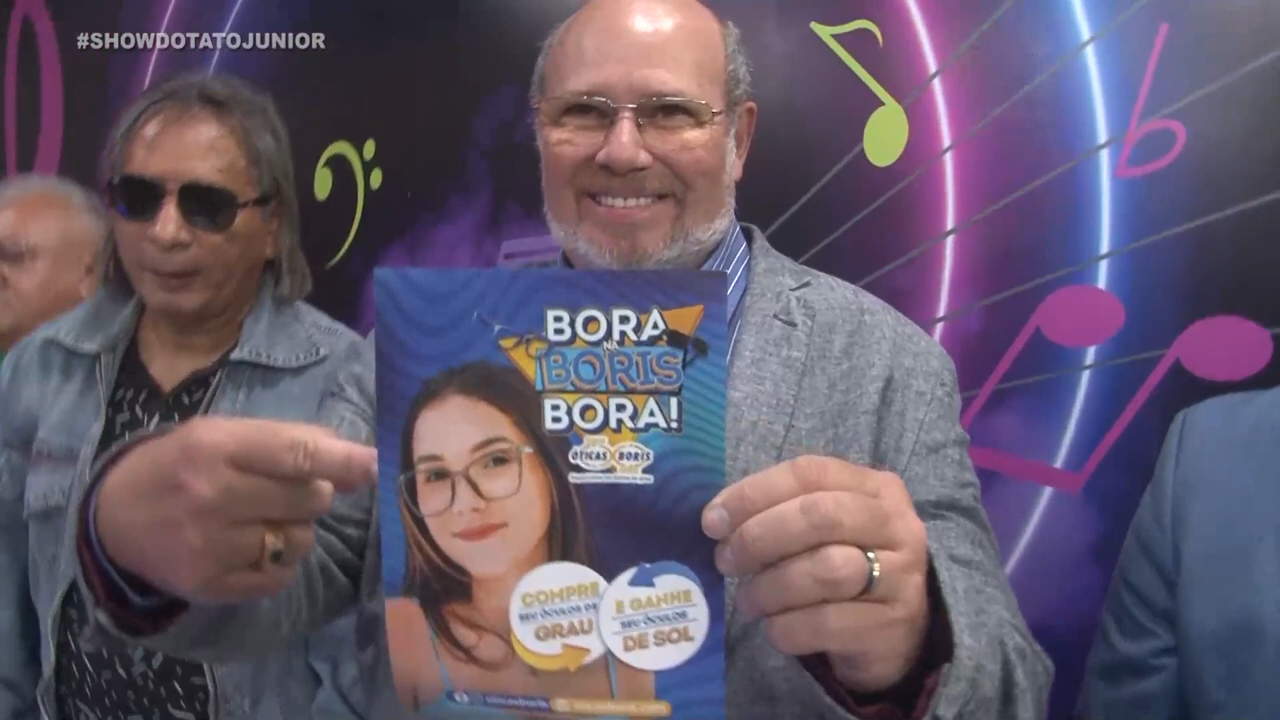 #SHOWDOTATOJUNIOR
BORA
NA
BORIS
BORA!
ÓTICAS BORIS
COMPRE
SEU ÓCULOS DE
GRAU
E GANHE
SEU ÓCULOS
DE SOL